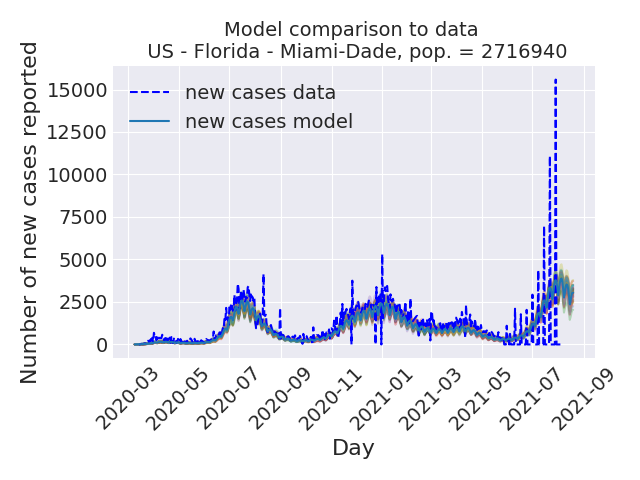 Model comparison to data
US - Florida - Miami-Dade, pop. = 2716940
Number of new cases reported
15000
12500
10000
7500
5000
2500
0
new cases data
new cases model
2020-03
2020-05
2020-07
2020-09
2020-11
2021-01
2021-03
2021-05
2021-07
2021-09
Day